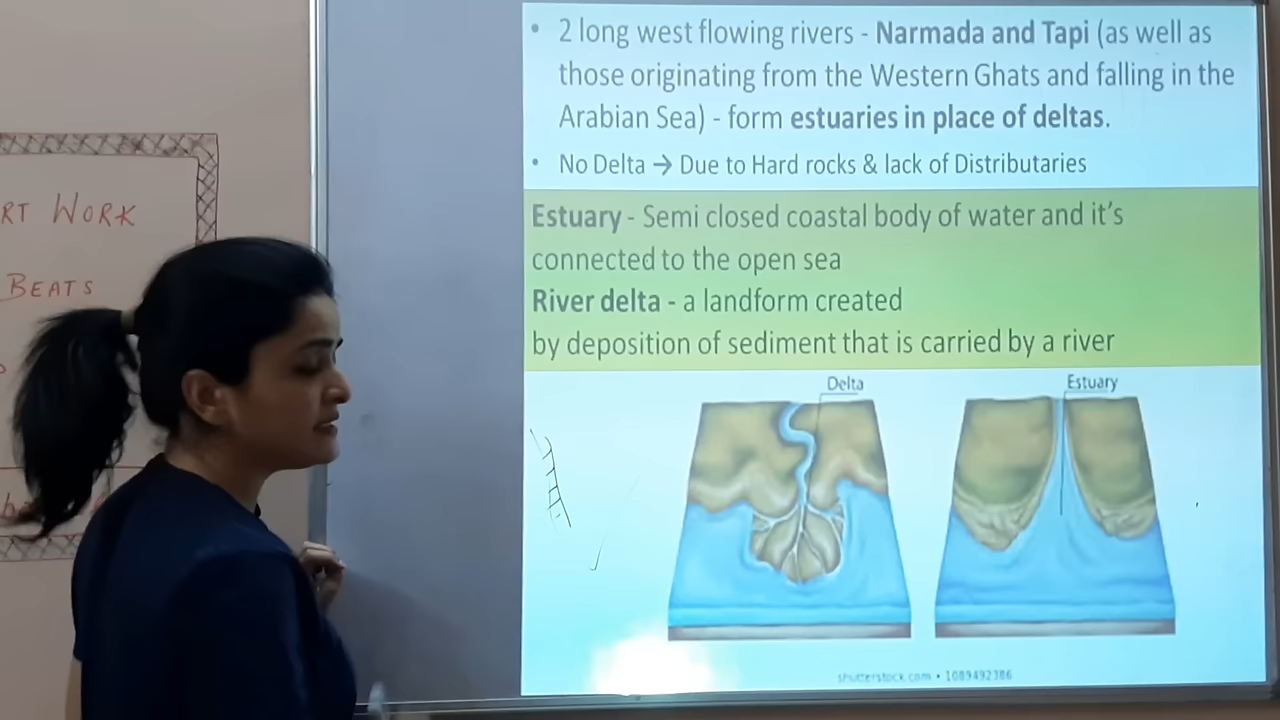 • 2 long west flowing rivers - Narmada and Tapi (as well as
those originating from the Western Ghats and falling in the
Arabian Sea) - form estuaries in place of deltas.
• No Delta → Due to Hard rocks & lack of Distributaries
Estuary - Semi closed coastal body of water and it's
connected to the open sea
River delta - a landform created
by deposition of sediment that is carried by a river
Delta
Estuary
shutterstock.com • 1089492386
RT WORK
BEATS